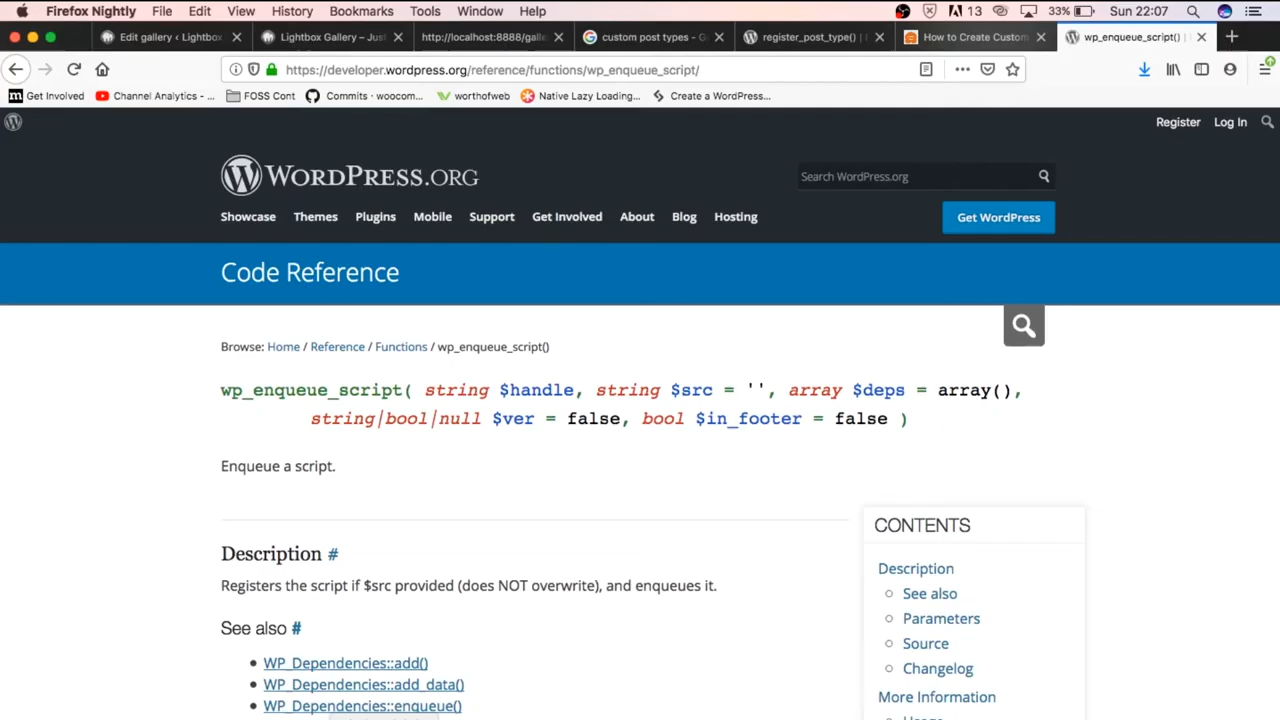 Firefox Nightly File Edit View History Bookmarks Tools Window Help 13 33% Sun 22:07
Edit gallery ‹ Lightbox Lightbox Gallery – Jus http://localhost:8888/galle custom post types - G register_post_type() | How to Create Custom wp_enqueue_script() |
https://developer.wordpress.org/reference/functions/wp_enqueue_script/
Get Involved Channel Analytics - ... FOSS Cont Commits · woocom... worthofweb Native Lazy Loading... Create a WordPress...
Register Log In
WORDPRESS.ORG
Search WordPress.org
Showcase Themes Plugins Mobile Support Get Involved About Blog Hosting Get WordPress
Code Reference
Browse: Home / Reference / Functions / wp_enqueue_script()
wp_enqueue_script( string $handle, string $src = '', array $deps = array(),
string|bool|null $ver = false, bool $in_footer = false )
Enqueue a script.
CONTENTS
Description #
Description
Registers the script if $src provided (does NOT overwrite), and enqueues it.
See also
Parameters
See also #
Source
WP_Dependencies::add()
Changelog
WP_Dependencies::add_data()
More Information
WP_Dependencies::enqueue()